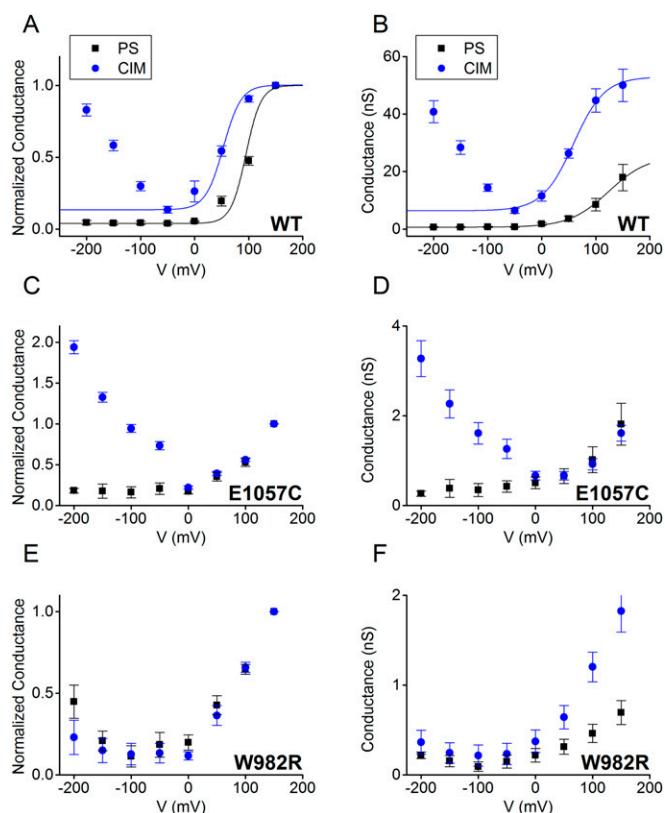 A
PS
CIM
Normalized Conductance
1.0
0.5
0.0
-200 -100 0 100 200
V (mV)
WT
B
PS
CIM
Conductance (nS)
60
40
20
0
-200 -100 0 100 200
V (mV)
WT
C
Normalized Conductance
2.0
1.5
1.0
0.5
0.0
-200 -100 0 100 200
V (mV)
E1057C
D
Conductance (nS)
4
2
0
-200 -100 0 100 200
V (mV)
E1057C
E
Normalized Conductance
1.0
0.5
0.0
-200 -100 0 100 200
V (mV)
W982R
F
Conductance (nS)
2
1
0
-200 -100 0 100 200
V (mV)
W982R